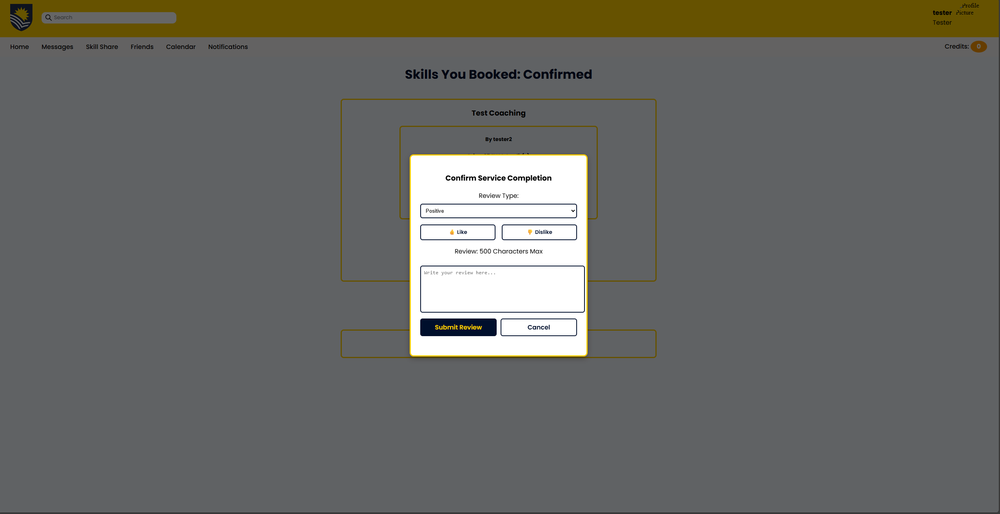 Search
tester
Tester
Profile
Picture
Home Messages Skill Share Friends Calendar Notifications
Credits: 0
Skills You Booked: Confirmed
Test Coaching
By tester2
Confirm Service Completion
Review Type:
Positive
👍 Like 👎 Dislike
Review: 500 Characters Max
Write your review here...
Submit Review Cancel